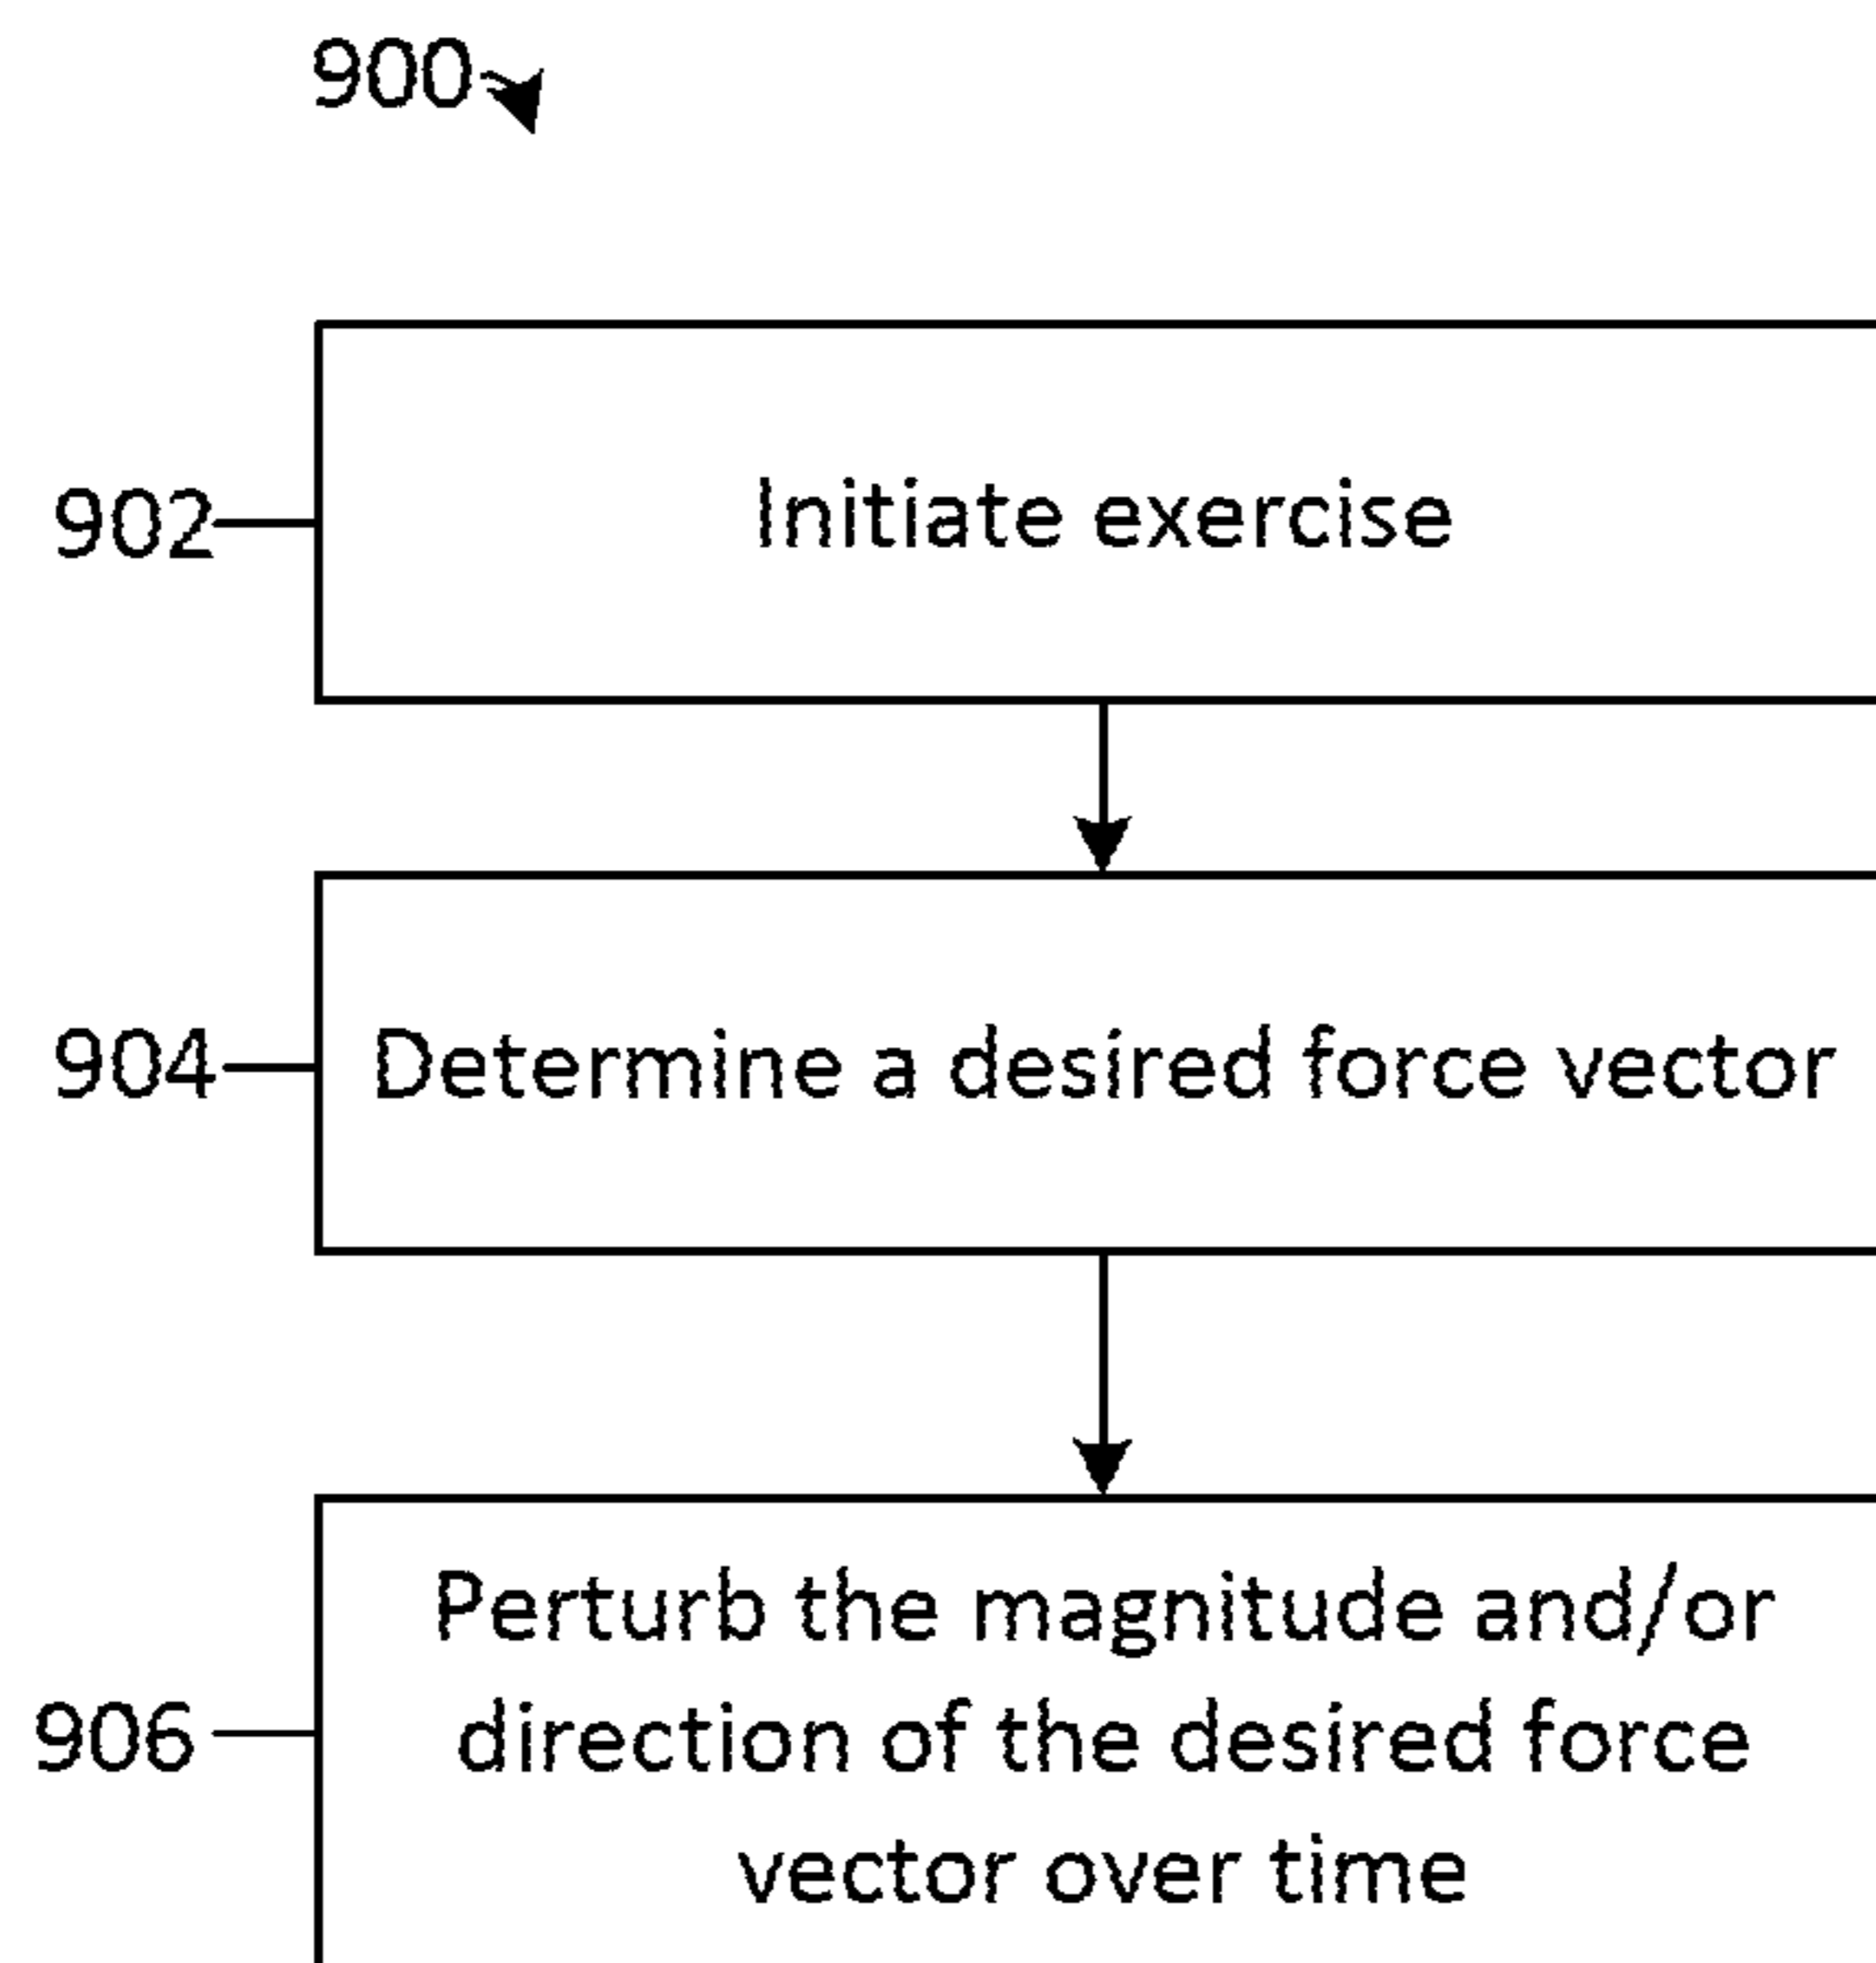 900
902
Initiate exercise
904
Determine a desired force vector
906
Perturb the magnitude and/or
direction of the desired force
vector over time